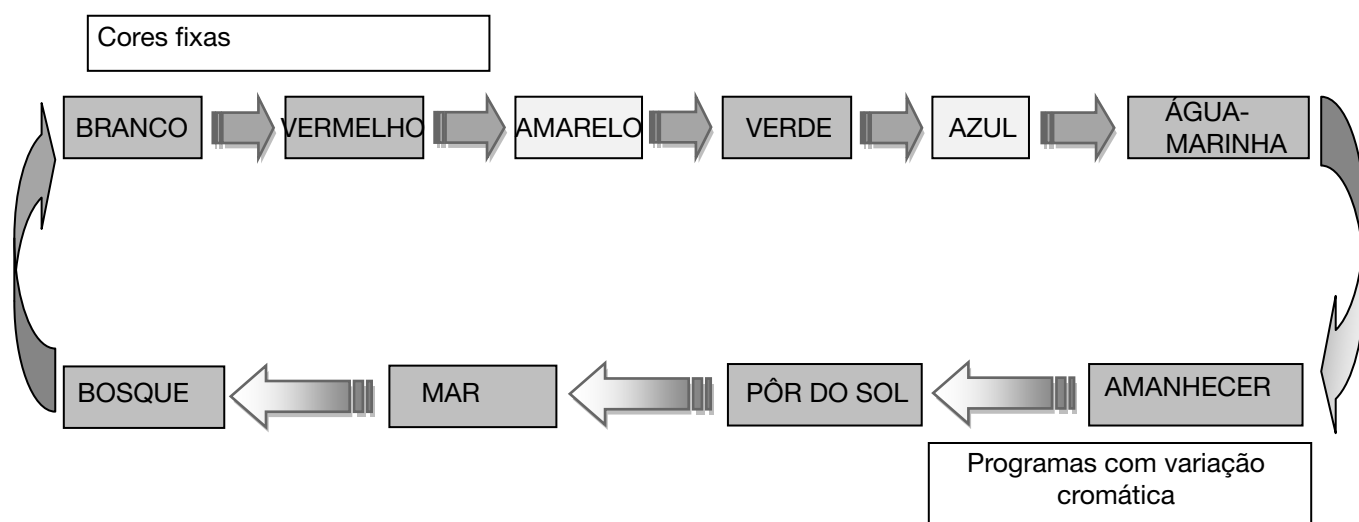 Cores fixas
BRANCO
VERMELHO
AMARELO
VERDE
AZUL
ÁGUA-
MARINHA
BOSQUE
MAR
PÔR DO SOL
AMANHECER
Programas com variação
cromática